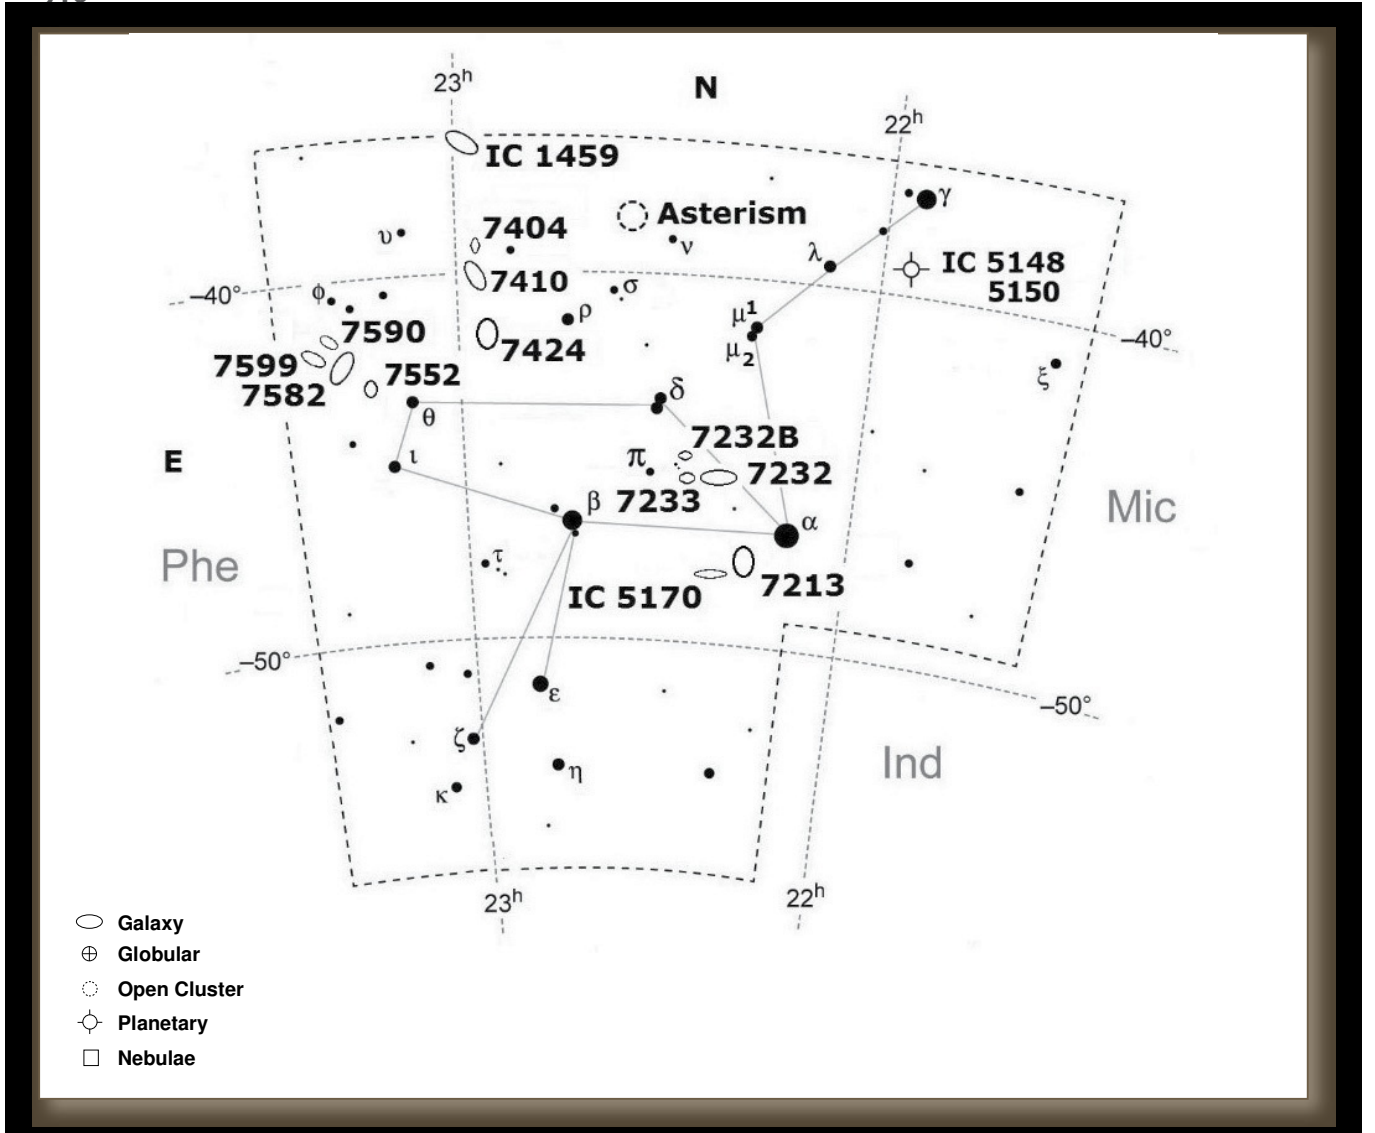 23h
N
22h
IC 1459
γ
Asterism
7404
υ
ν
λ
IC 5148
5150
7410
σ
–40°
ϕ
ρ
μ1
7590
–40°
7424
μ2
7599
7552
ξ
7582
δ
θ
7232B
E
ι
π
7232
β
7233
α
Mic
τ
Phe
7213
IC 5170
–50°
ε
–50°
ζ
Ind
η
κ
22h
23h
Galaxy
Globular
Open Cluster
Planetary
Nebulae